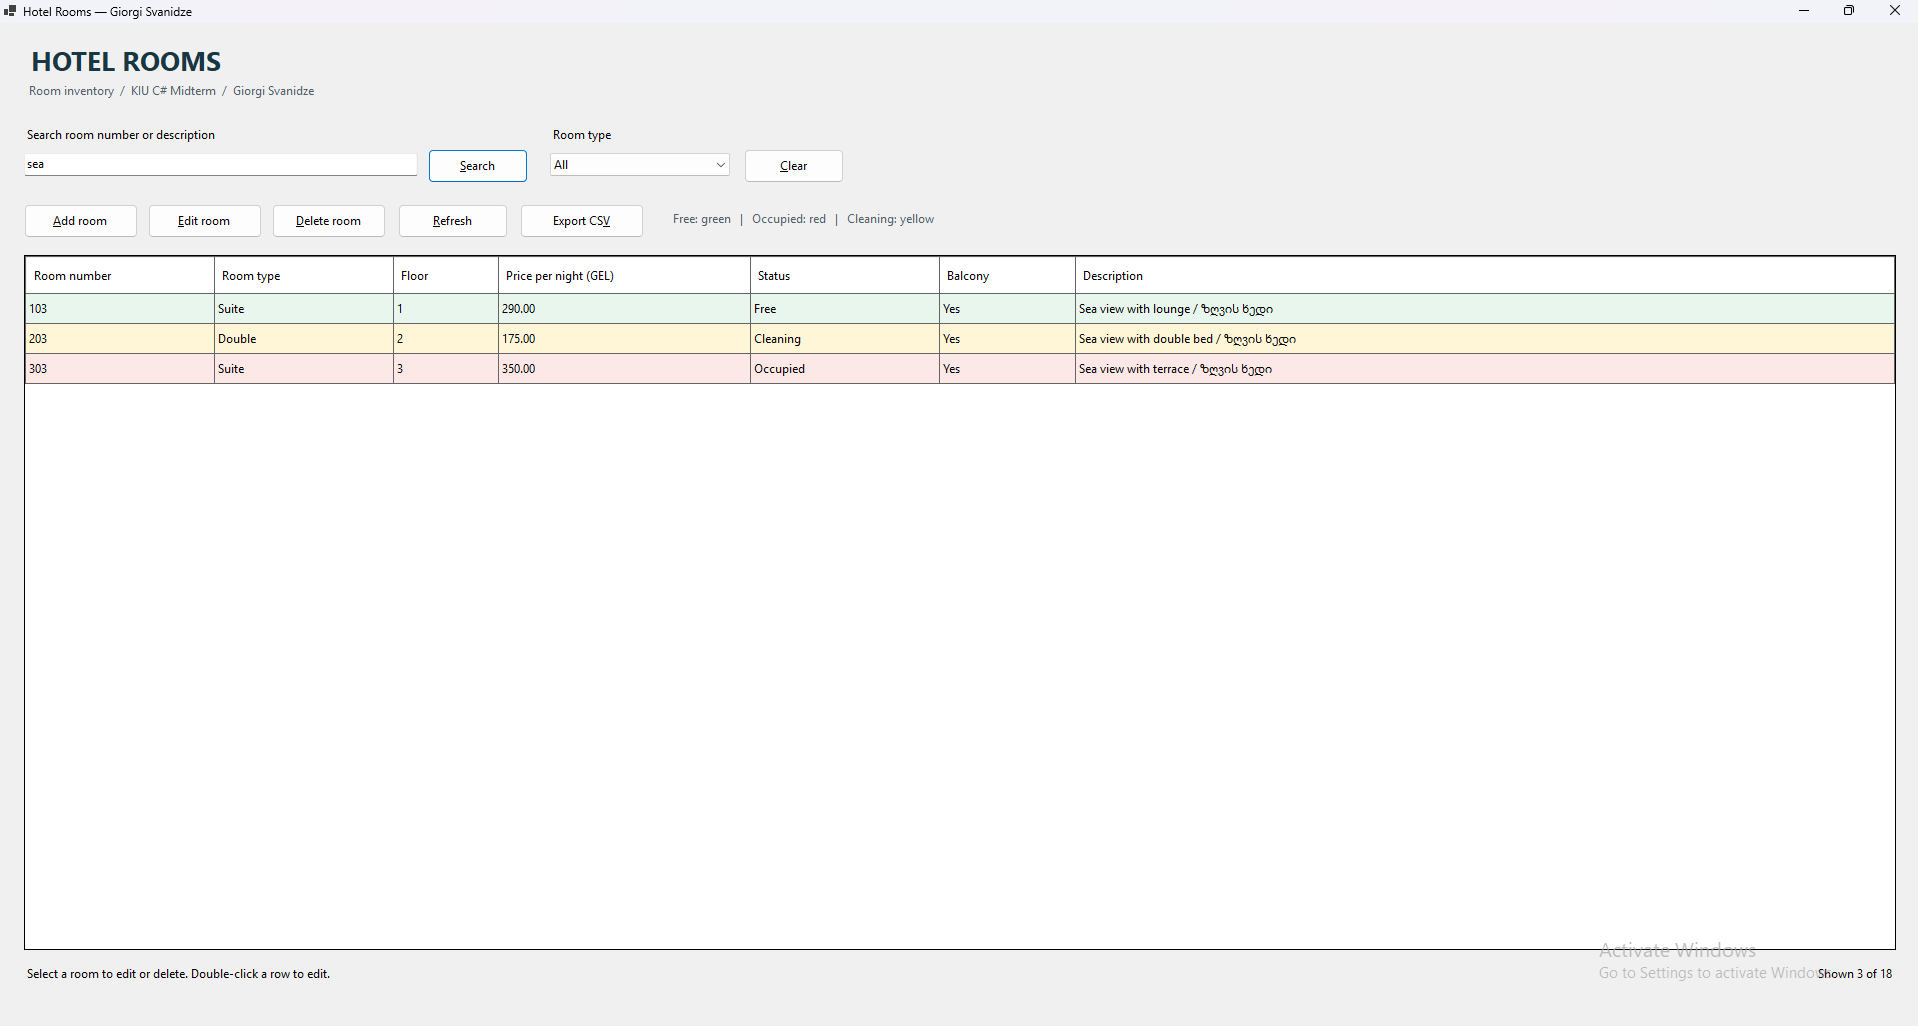 Hotel Rooms — Giorgi Svanidze
HOTEL ROOMS
Room inventory / KIU C# Midterm / Giorgi Svanidze
Search room number or description Room type
sea Search All Clear
Add room Edit room Delete room Refresh Export CSV Free: green | Occupied: red | Cleaning: yellow
Room number Room type Floor Price per night (GEL) Status Balcony Description
103 Suite 1 290.00 Free Yes Sea view with lounge / ზღვის ხედი
203 Double 2 175.00 Cleaning Yes Sea view with double bed / ზღვის ხედი
303 Suite 3 350.00 Occupied Yes Sea view with terrace / ზღვის ხედი
Activate Windows
Go to Settings to activate Windows.
Select a room to edit or delete. Double-click a row to edit. Shown 3 of 18